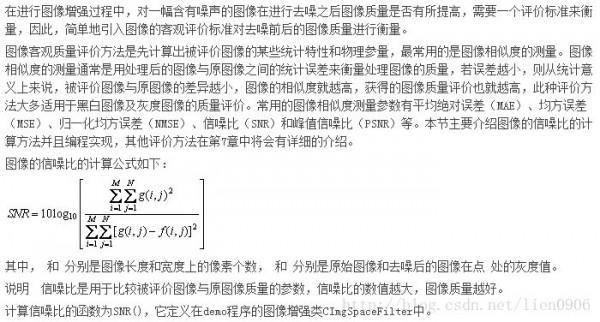 在进行图像增强过程中，对一幅含有噪声的图像在进行去噪之后图像质量是否有所提高，需要一个评价标准来衡
量，因此，简单地引入图像的客观评价标准对去噪前后的图像质量进行衡量。
图像客观质量评价方法是先计算出被评价图像的某些统计特性和物理参量，最常用的是图像相似度的测量。图像
相似度的测量通常是用处理后的图像与原图像之间的统计误差来衡量处理图像的质量，若误差越小，则从统计意
义上来说，被评价图像与原图像的差异越小，图像的相似度就越高，获得的图像质量评价也就越高，此种评价方
法大多适用于黑白图像及灰度图像的质量评价。常用的图像相似度测量参数有平均绝对误差（MAE）、均方误差
（MSE）、归一化均方误差（NMSE）、信噪比（SNR）和峰值信噪比（PSNR）等。本节主要介绍图像的信噪比的计
算方法并且编程实现，其他评价方法在第7章中将会有详细的介绍。
图像的信噪比的计算公式如下：
SNR = 10log₁₀ [ ∑_{i=1}^{M} ∑_{j=1}^{N} g(i,j)² / ∑_{i=1}^{M} ∑_{j=1}^{N} [g(i,j) − f(i,j)]² ]
其中， 和 分别是图像长度和宽度上的像素个数， 和 分别是原始图像和去噪后的图像在点 处的灰度值。
说明 信噪比是用于比较被评价图像与原图像质量的参数，信噪比的数值越大，图像质量越好。
计算信噪比的函数为SNR()，它定义在demo程序的图像增强类CImgSpaceFilter中。
http://blog.csdn.net/lien0906